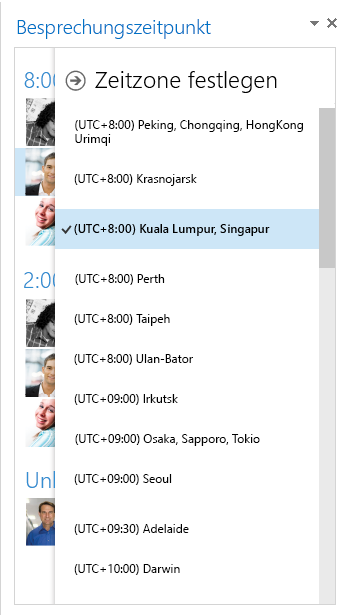 Besprechungszeitpunkt
Zeitzone festlegen
8:00
(UTC+8:00) Peking, Chongqing, HongKong
Urimqi
(UTC+8:00) Krasnojarsk
(UTC+8:00) Kuala Lumpur, Singapur
(UTC+8:00) Perth
2:00
(UTC+8:00) Taipeh
(UTC+8:00) Ulan-Bator
(UTC+09:00) Irkutsk
(UTC+09:00) Osaka, Sapporo, Tokio
(UTC+09:00) Seoul
(UTC+09:30) Adelaide
(UTC+10:00) Darwin